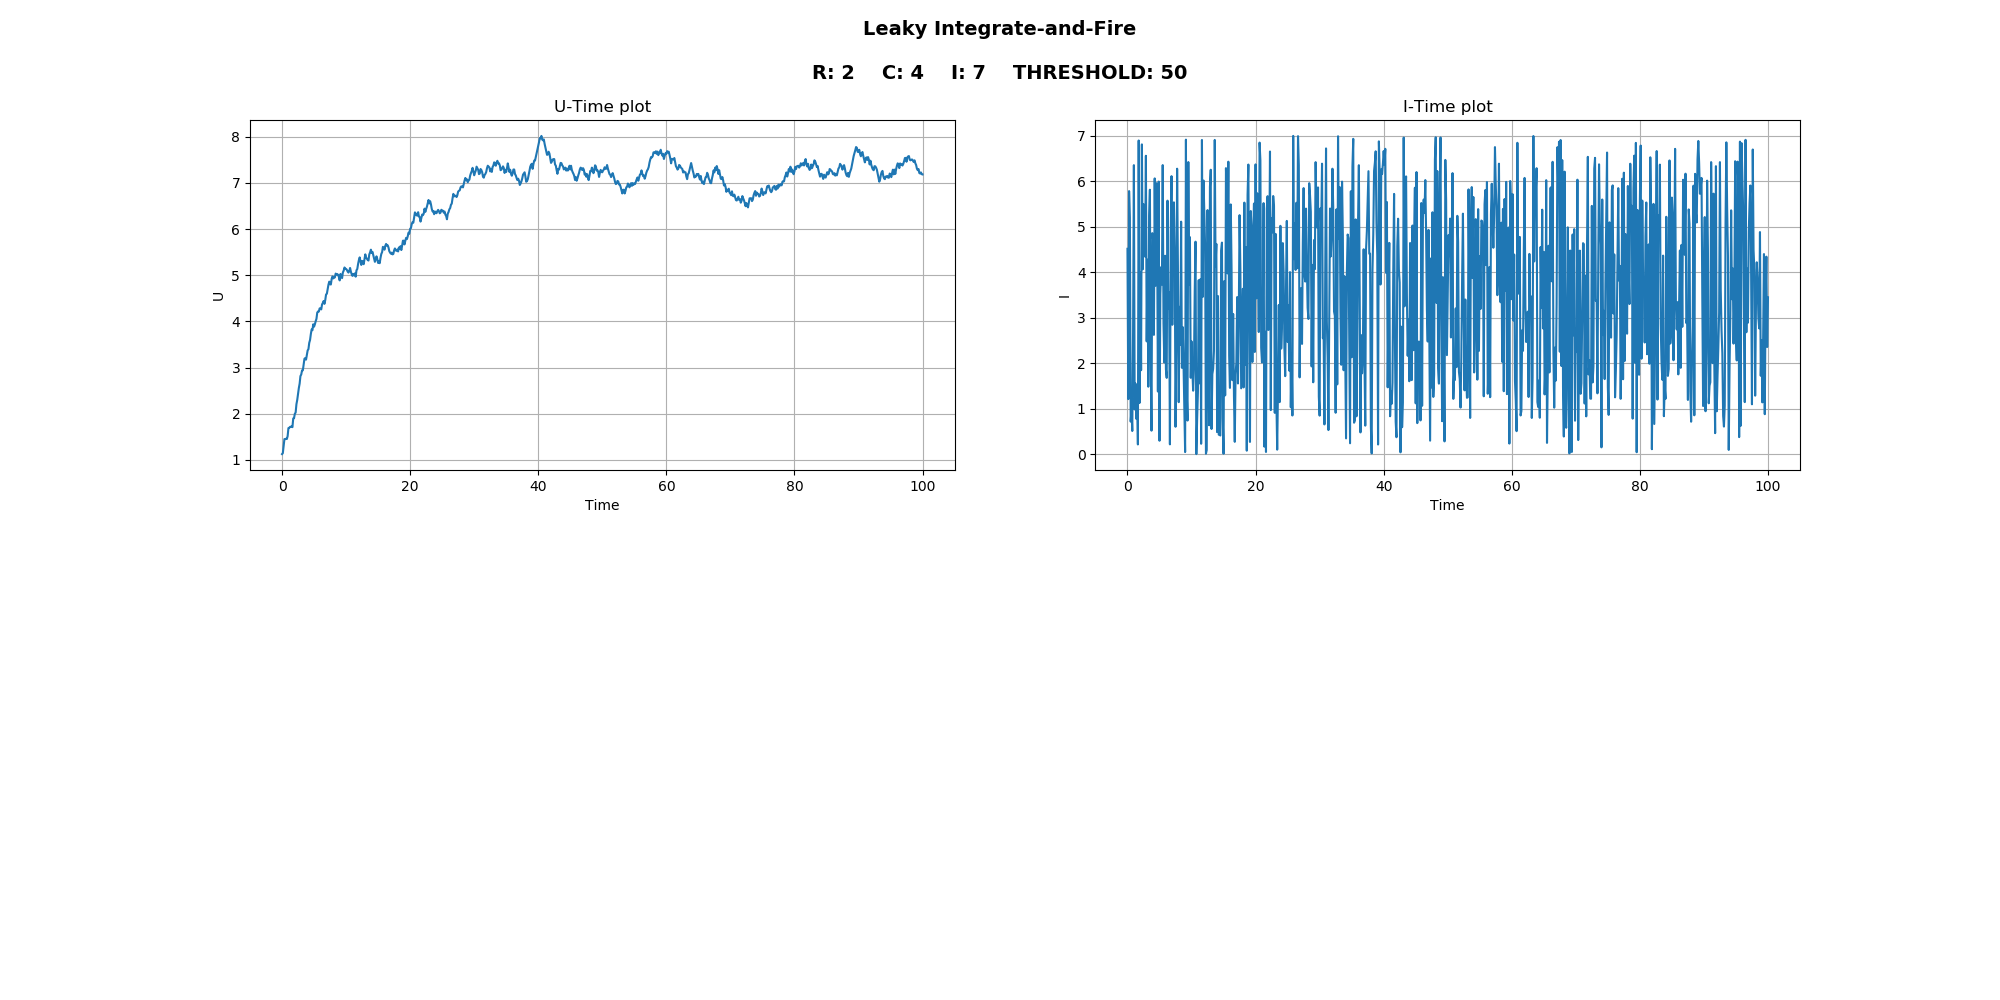 Leaky Integrate-and-Fire
R: 2    C: 4    I: 7    THRESHOLD: 50
U-Time plot
8
7
6
5
4
3
2
1
U
0 20 40 60 80 100
Time
I-Time plot
7
6
5
4
3
2
1
0
I
0 20 40 60 80 100
Time